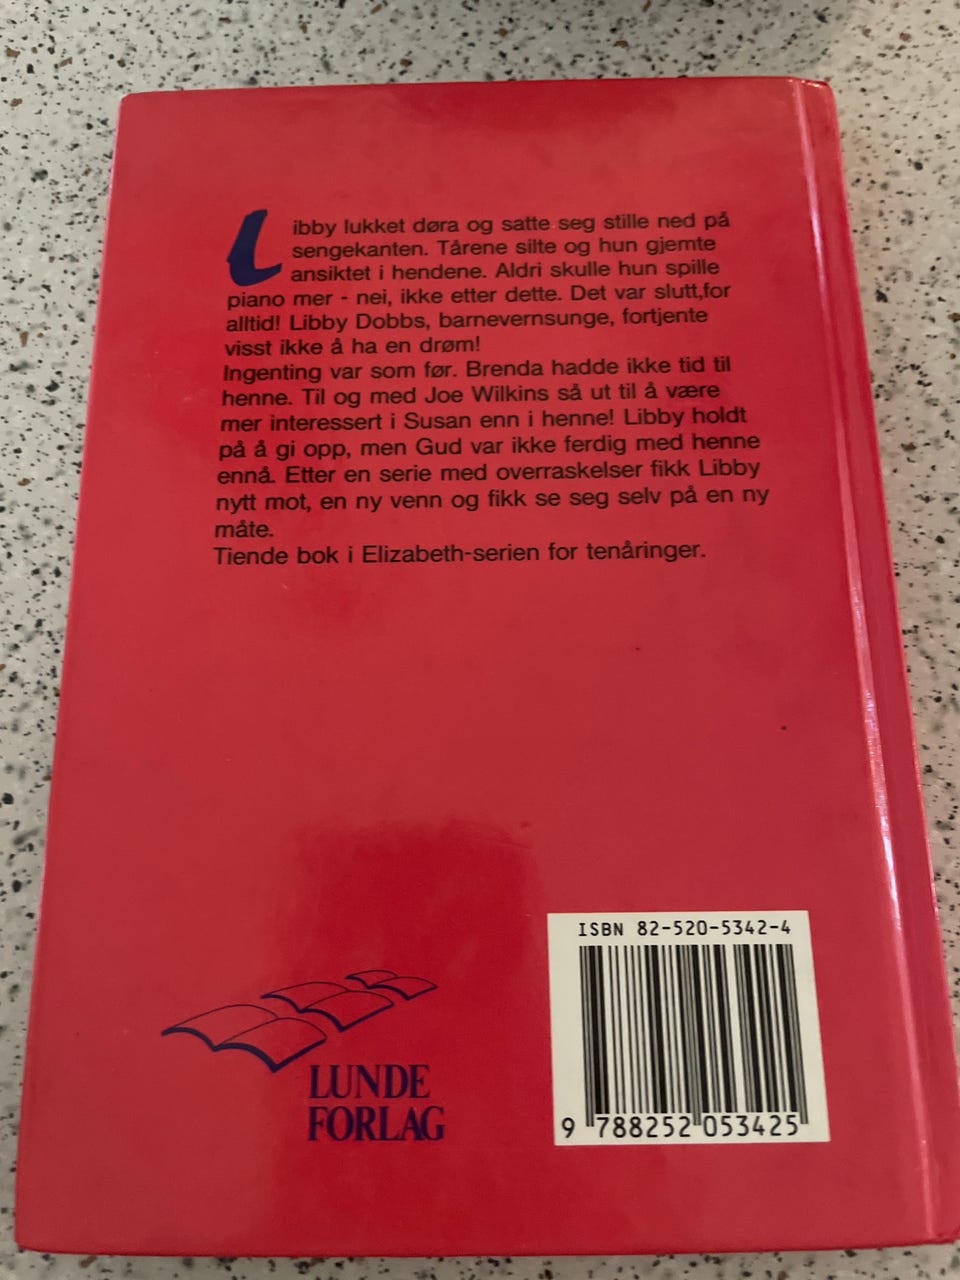 Libby lukket døra og satte seg stille ned på
sengekanten. Tårene silte og hun gjemte
ansiktet i hendene. Aldri skulle hun spille
piano mer - nei, ikke etter dette. Det var slutt,for
alltid! Libby Dobbs, barnevernsunge, fortjente
visst ikke å ha en drøm!
Ingenting var som før. Brenda hadde ikke tid til
henne. Til og med Joe Wilkins så ut til å være
mer interessert i Susan enn i henne! Libby holdt
på å gi opp, men Gud var ikke ferdig med henne
ennå. Etter en serie med overraskelser fikk Libby
nytt mot, en ny venn og fikk se seg selv på en ny
måte.
Tiende bok i Elizabeth-serien for tenåringer.
ISBN 82-520-5342-4
9 788252 053425
LUNDE
FORLAG